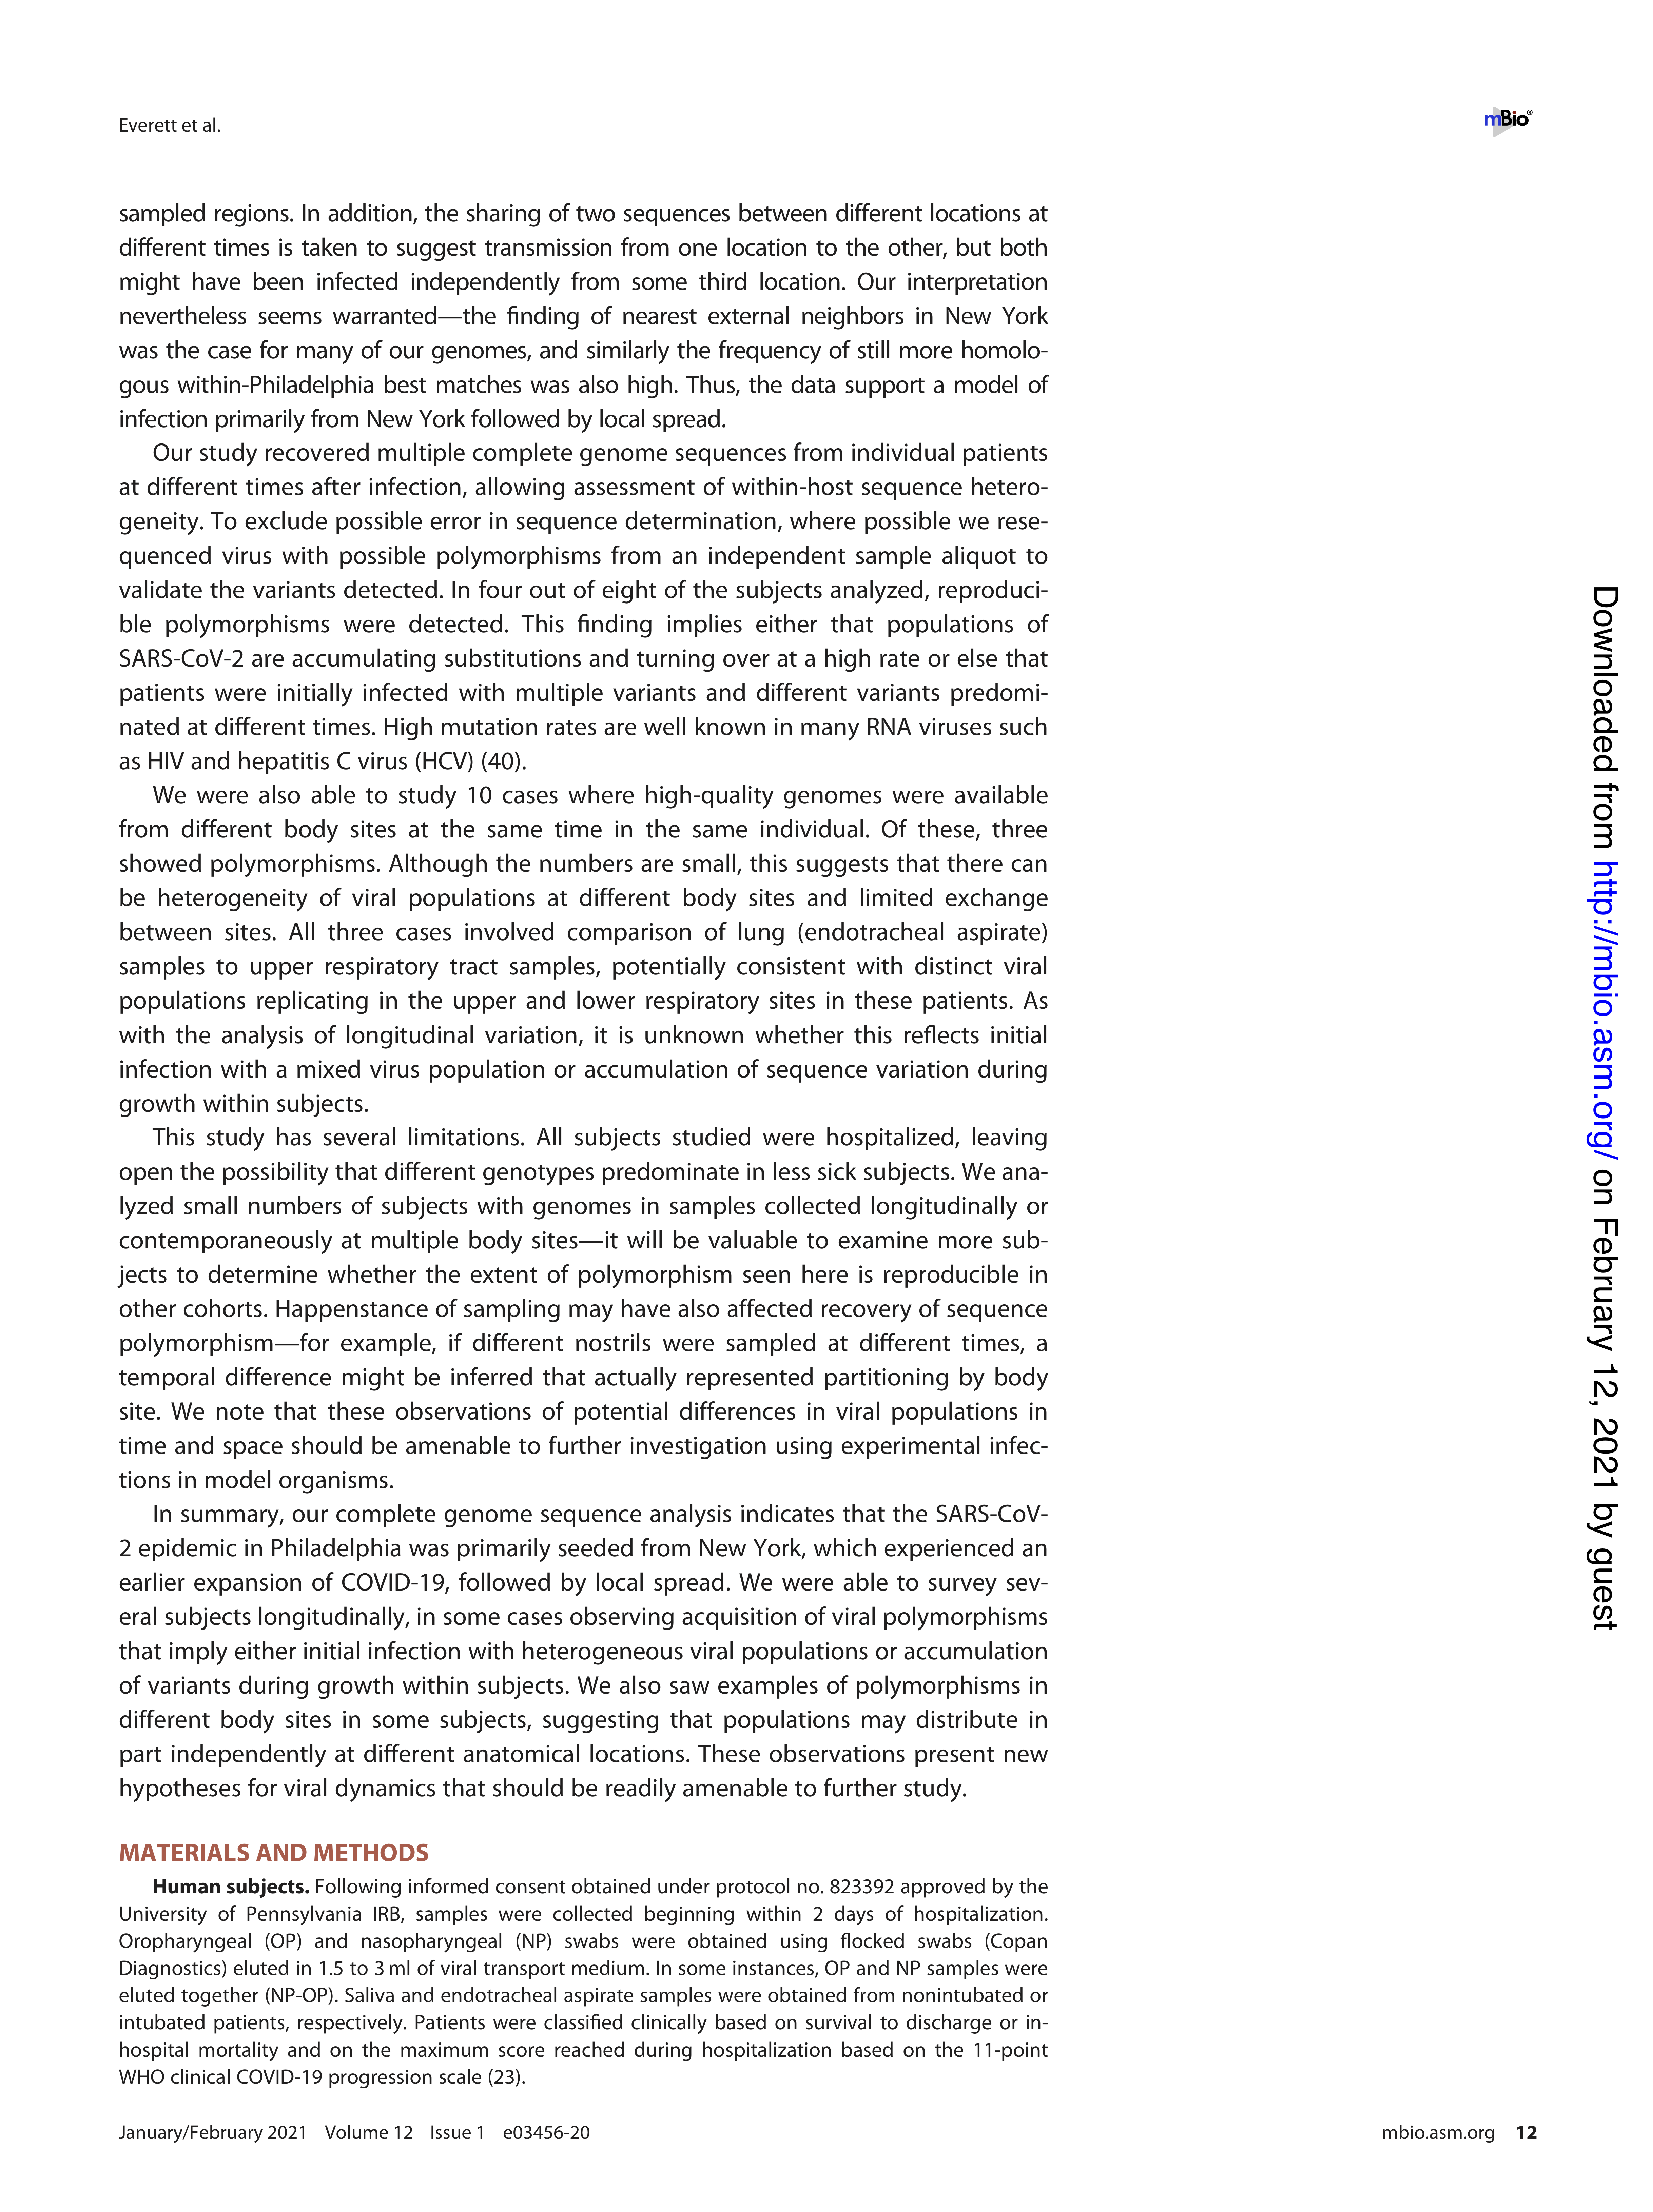 Everett et al.
mBio®
sampled regions. In addition, the sharing of two sequences between different locations at
different times is taken to suggest transmission from one location to the other, but both
might have been infected independently from some third location. Our interpretation
nevertheless seems warranted—the finding of nearest external neighbors in New York
was the case for many of our genomes, and similarly the frequency of still more homolo-
gous within-Philadelphia best matches was also high. Thus, the data support a model of
infection primarily from New York followed by local spread.
Our study recovered multiple complete genome sequences from individual patients
at different times after infection, allowing assessment of within-host sequence hetero-
geneity. To exclude possible error in sequence determination, where possible we rese-
quenced virus with possible polymorphisms from an independent sample aliquot to
validate the variants detected. In four out of eight of the subjects analyzed, reproduci-
ble polymorphisms were detected. This finding implies either that populations of
SARS-CoV-2 are accumulating substitutions and turning over at a high rate or else that
patients were initially infected with multiple variants and different variants predomi-
nated at different times. High mutation rates are well known in many RNA viruses such
as HIV and hepatitis C virus (HCV) (40).
We were also able to study 10 cases where high-quality genomes were available
from different body sites at the same time in the same individual. Of these, three
showed polymorphisms. Although the numbers are small, this suggests that there can
be heterogeneity of viral populations at different body sites and limited exchange
between sites. All three cases involved comparison of lung (endotracheal aspirate)
samples to upper respiratory tract samples, potentially consistent with distinct viral
populations replicating in the upper and lower respiratory sites in these patients. As
with the analysis of longitudinal variation, it is unknown whether this reflects initial
infection with a mixed virus population or accumulation of sequence variation during
growth within subjects.
This study has several limitations. All subjects studied were hospitalized, leaving
open the possibility that different genotypes predominate in less sick subjects. We ana-
lyzed small numbers of subjects with genomes in samples collected longitudinally or
contemporaneously at multiple body sites—it will be valuable to examine more sub-
jects to determine whether the extent of polymorphism seen here is reproducible in
other cohorts. Happenstance of sampling may have also affected recovery of sequence
polymorphism—for example, if different nostrils were sampled at different times, a
temporal difference might be inferred that actually represented partitioning by body
site. We note that these observations of potential differences in viral populations in
time and space should be amenable to further investigation using experimental infec-
tions in model organisms.
In summary, our complete genome sequence analysis indicates that the SARS-CoV-
2 epidemic in Philadelphia was primarily seeded from New York, which experienced an
earlier expansion of COVID-19, followed by local spread. We were able to survey sev-
eral subjects longitudinally, in some cases observing acquisition of viral polymorphisms
that imply either initial infection with heterogeneous viral populations or accumulation
of variants during growth within subjects. We also saw examples of polymorphisms in
different body sites in some subjects, suggesting that populations may distribute in
part independently at different anatomical locations. These observations present new
hypotheses for viral dynamics that should be readily amenable to further study.
MATERIALS AND METHODS
Human subjects. Following informed consent obtained under protocol no. 823392 approved by the
University of Pennsylvania IRB, samples were collected beginning within 2 days of hospitalization.
Oropharyngeal (OP) and nasopharyngeal (NP) swabs were obtained using flocked swabs (Copan
Diagnostics) eluted in 1.5 to 3 ml of viral transport medium. In some instances, OP and NP samples were
eluted together (NP-OP). Saliva and endotracheal aspirate samples were obtained from nonintubated or
intubated patients, respectively. Patients were classified clinically based on survival to discharge or in-
hospital mortality and on the maximum score reached during hospitalization based on the 11-point
WHO clinical COVID-19 progression scale (23).
January/February 2021 Volume 12 Issue 1 e03456-20
mbio.asm.org 12
Downloaded from http://mbio.asm.org/ on February 12, 2021 by guest